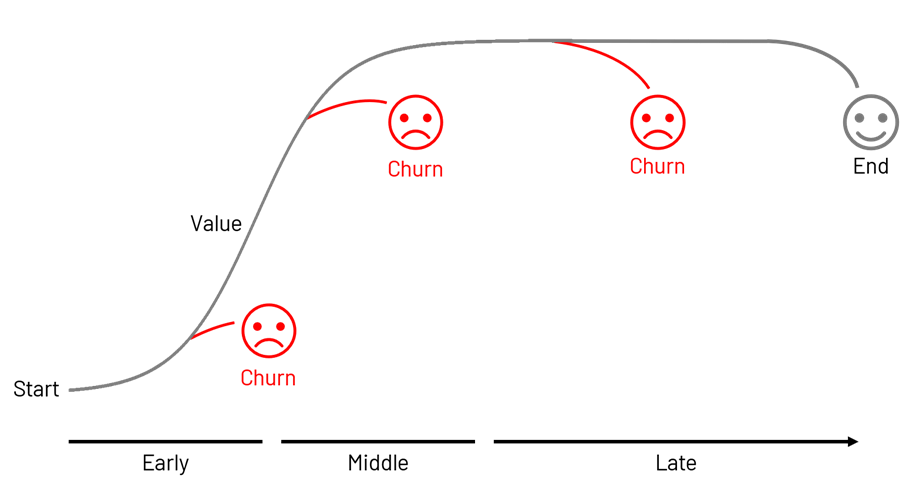 Churn
Churn
End
Value
Churn
Start
Early
Middle
Late